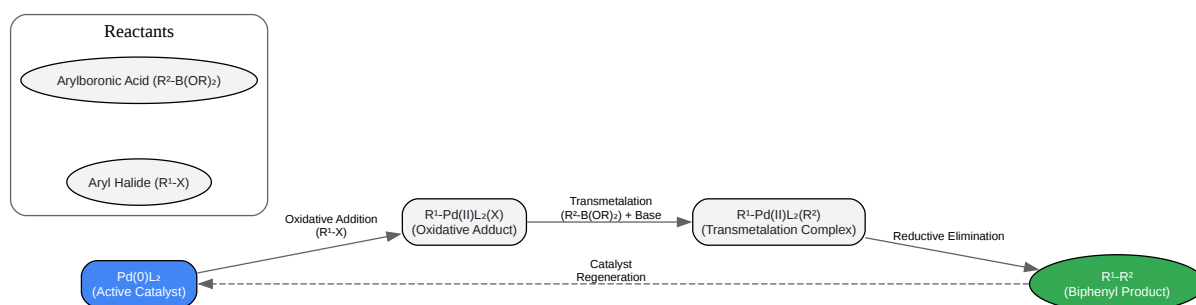 Reactants
Arylboronic Acid (R²-B(OR)₂)
Aryl Halide (R¹-X)
Oxidative Addition
(R¹-X)
R¹-Pd(II)L₂(X)
(Oxidative Adduct)
Transmetalation
(R²-B(OR)₂) + Base
R¹-Pd(II)L₂(R²)
(Transmetalation Complex)
Reductive Elimination
Pd(0)L₂
(Active Catalyst)
Catalyst
Regeneration
R¹-R²
(Biphenyl Product)